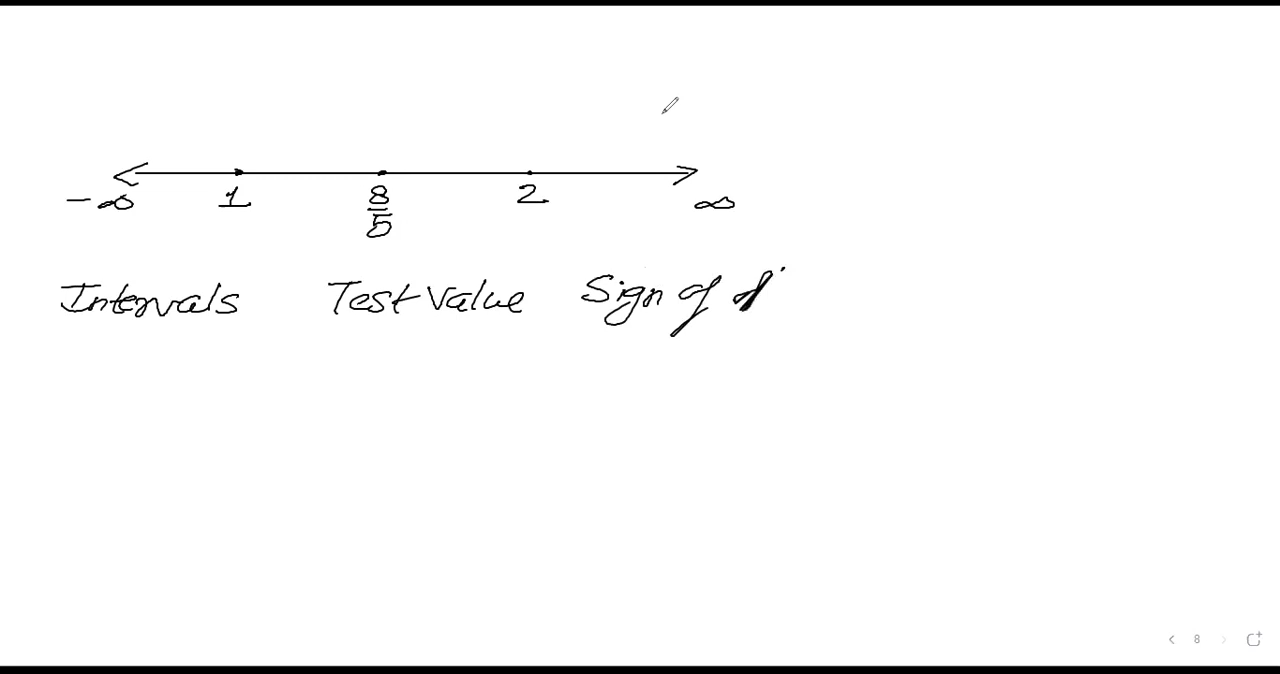 -∞ 1 8/5 2 ∞
Intervals Test Value Sign of
8